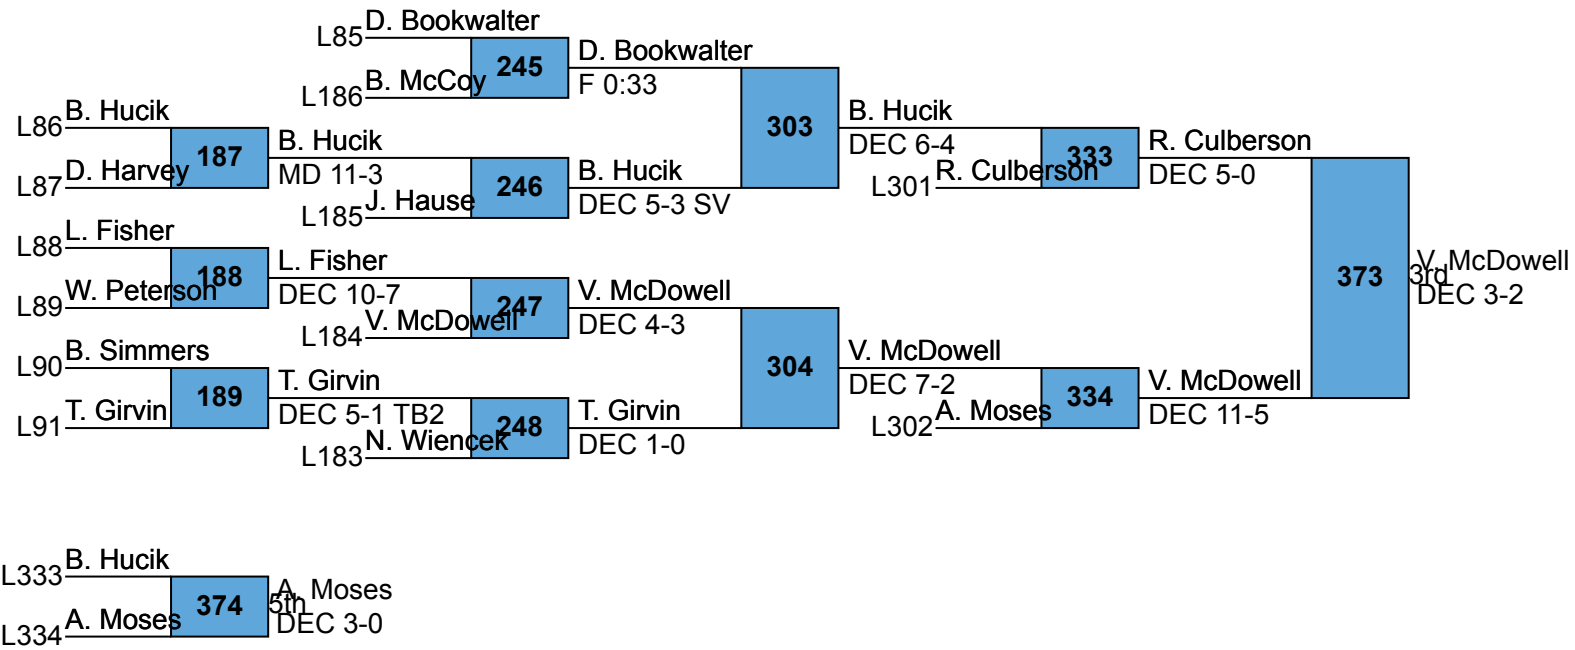 D. Bookwalter
L85
245
D. Bookwalter
F 0:33
B. McCoy
L186
B. Hucik
L86
187
B. Hucik
MD 11-3
D. Harvey
L87
246
B. Hucik
DEC 5-3 SV
J. Hause
L185
303
B. Hucik
DEC 6-4
333
R. Culberson
L301
R. Culberson
DEC 5-0
L. Fisher
L88
188
L. Fisher
DEC 10-7
W. Peterson
L89
247
V. McDowell
L184
V. McDowell
DEC 4-3
B. Simmers
L90
189
T. Girvin
DEC 5-1 TB2
T. Girvin
L91
248
N. Wiencek
L183
T. Girvin
DEC 1-0
304
V. McDowell
DEC 7-2
334
A. Moses
L302
V. McDowell
DEC 11-5
373
3rd
V. McDowell
DEC 3-2
B. Hucik
L333
374
5th
A. Moses
DEC 3-0
A. Moses
L334